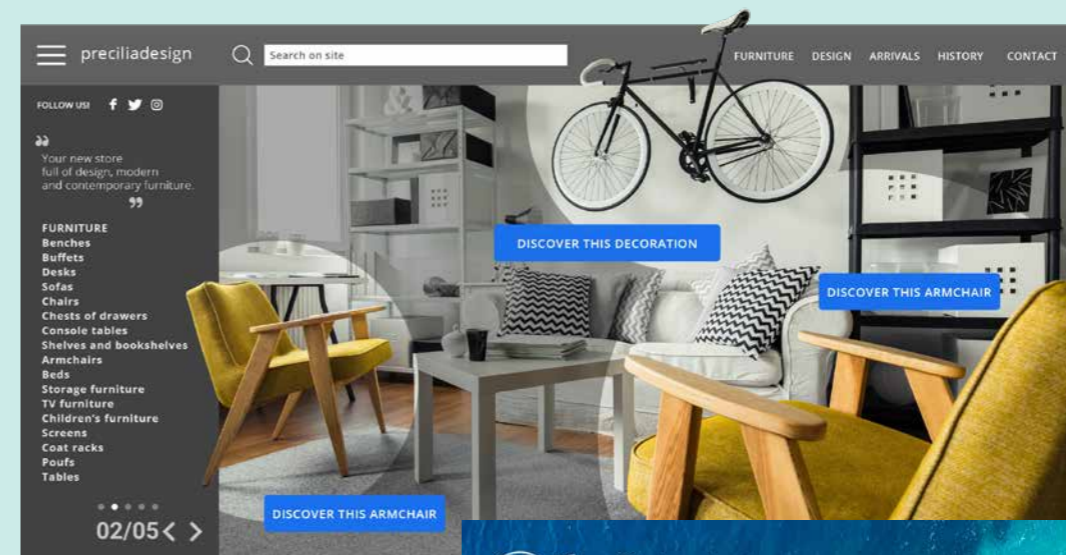 preciliadesign
Search on site
FURNITURE DESIGN ARRIVALS HISTORY CONTACT
FOLLOW US!
Your new store
full of design, modern
and contemporary furniture.
FURNITURE
Benches
Buffets
Desks
Sofas
Chairs
Chests of drawers
Console tables
Shelves and bookshelves
Armchairs
Beds
Storage furniture
TV furniture
Children's furniture
Screens
Coat racks
Poufs
Tables
02/05
DISCOVER THIS DECORATION
DISCOVER THIS ARMCHAIR
DISCOVER THIS ARMCHAIR